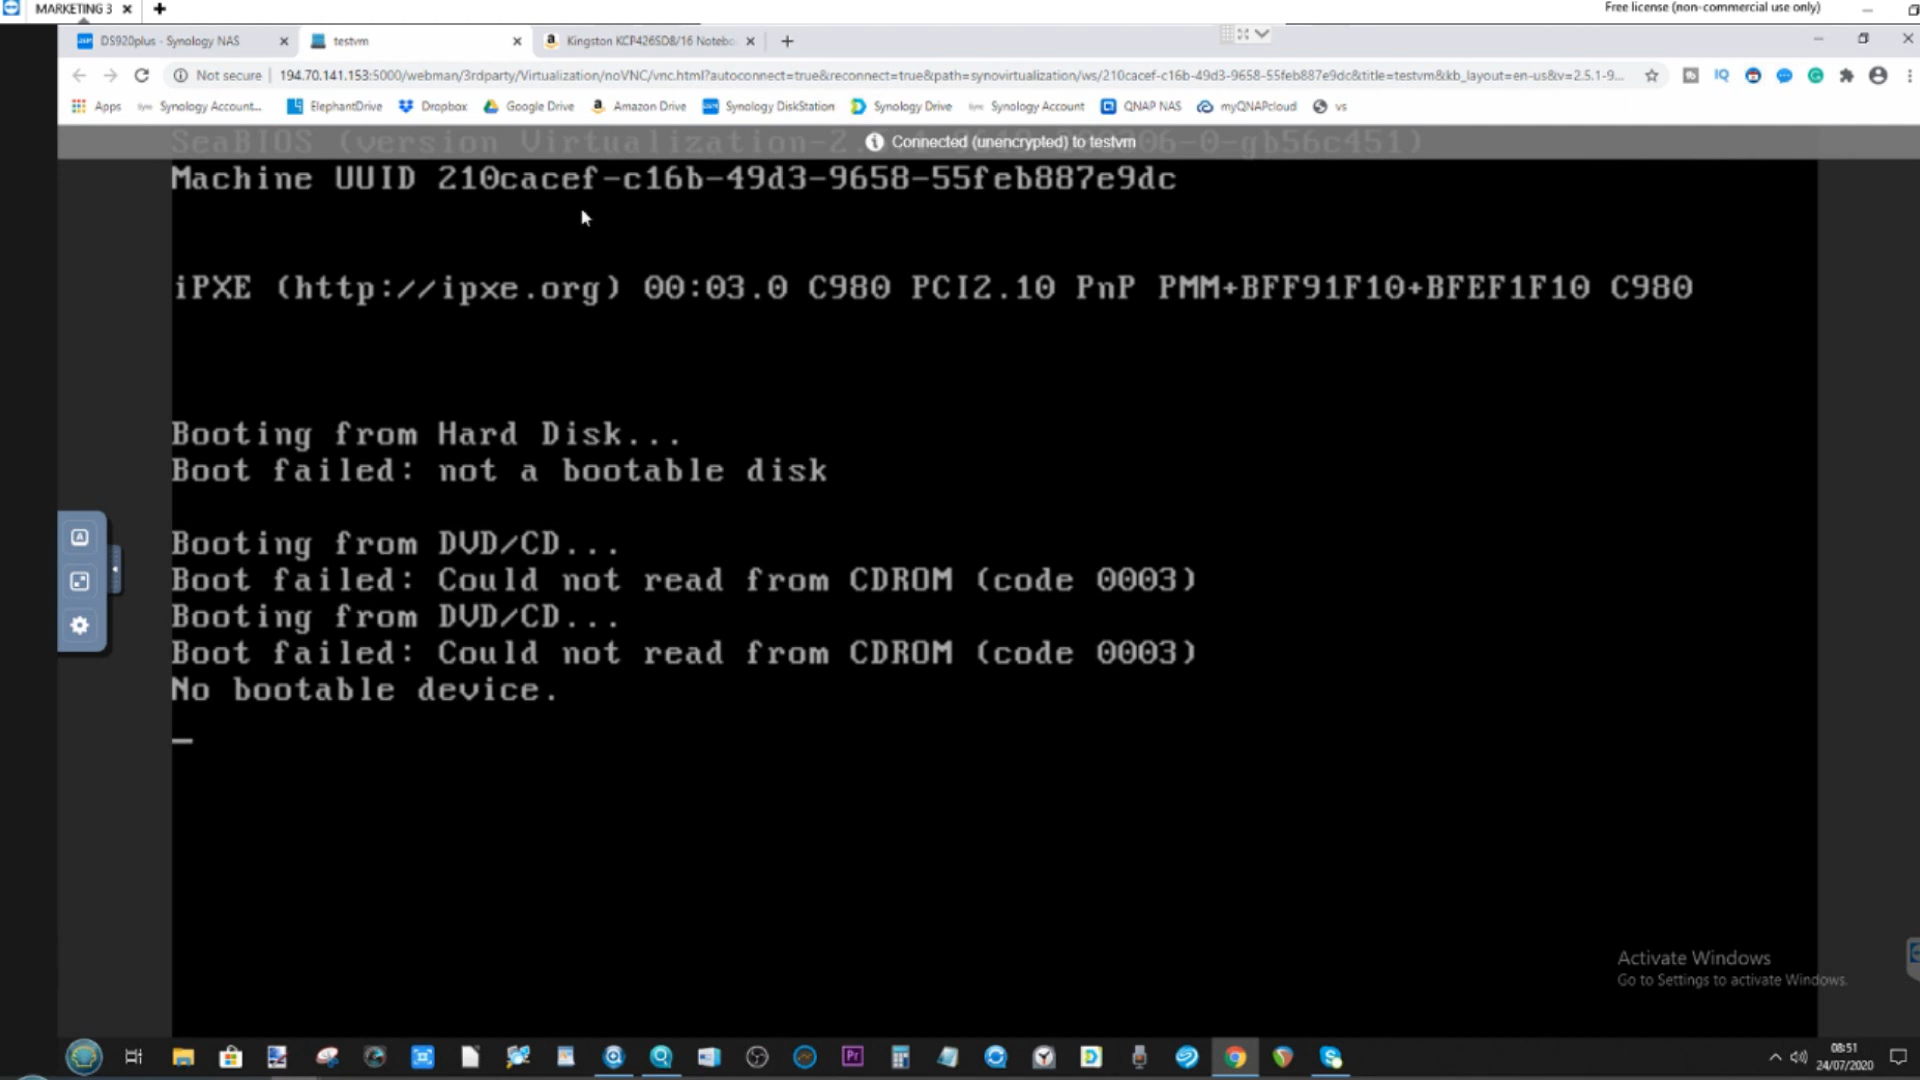 MARKETING 3
Free license (non-commercial use only)
DS920plus - Synology NAS
testvm
Kingston KCP426SD8/16 Notebo
Not secure
194.70.141.153:5000/webman/3rdparty/Virtualization/noVNC/vnc.html?autoconnect=true&reconnect=true&path=synovirtualization/ws/210cacef-c16b-49d3-9658-55feb887e9dc&title=testvm&kb_layout=en-us&v=2.5.1-9...
IQ
Apps
Synology Account...
ElephantDrive
Dropbox
Google Drive
Amazon Drive
Synology DiskStation
Synology Drive
Synology Account
QNAP NAS
myQNAPcloud
vs
SeaBIOS (version Virtualization-2. 06-0-gb56c451)
Connected (unencrypted) to testvm
Machine UUID 210cacef-c16b-49d3-9658-55feb887e9dc
iPXE (http://ipxe.org) 00:03.0 C980 PCI2.10 PnP PMM+BFF91F10+BFEF1F10 C980
Booting from Hard Disk...
Boot failed: not a bootable disk
Booting from DVD/CD...
Boot failed: Could not read from CDROM (code 0003)
Booting from DVD/CD...
Boot failed: Could not read from CDROM (code 0003)
No bootable device.
Activate Windows
Go to Settings to activate Windows.
Pr
08:51
24/07/2020